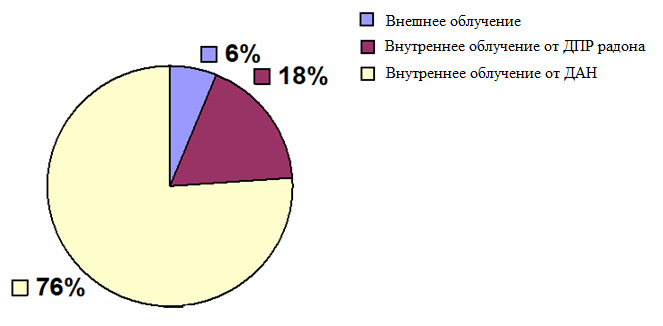 Внешнее облучение
6%
Внутреннее облучение от ДПР радона
18%
Внутреннее облучение от ДАН
76%